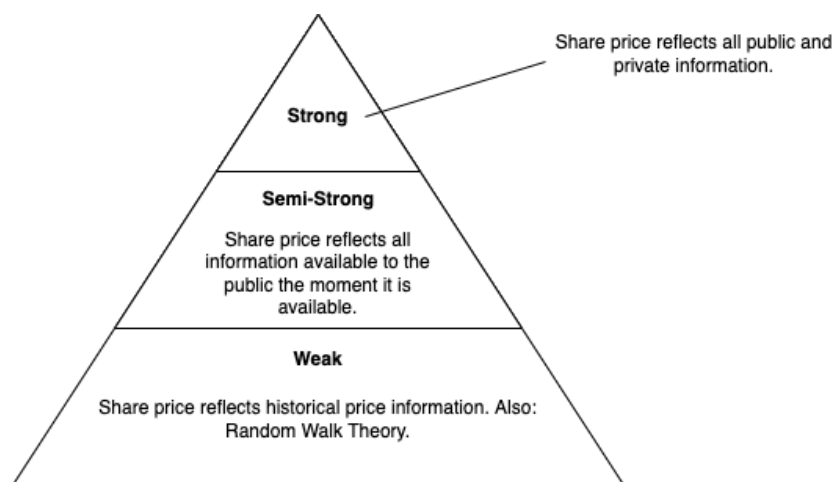 Share price reflects all public and
private information.
Strong
Semi-Strong
Share price reflects all
information available to the
public the moment it is
available.
Weak
Share price reflects historical price information. Also:
Random Walk Theory.